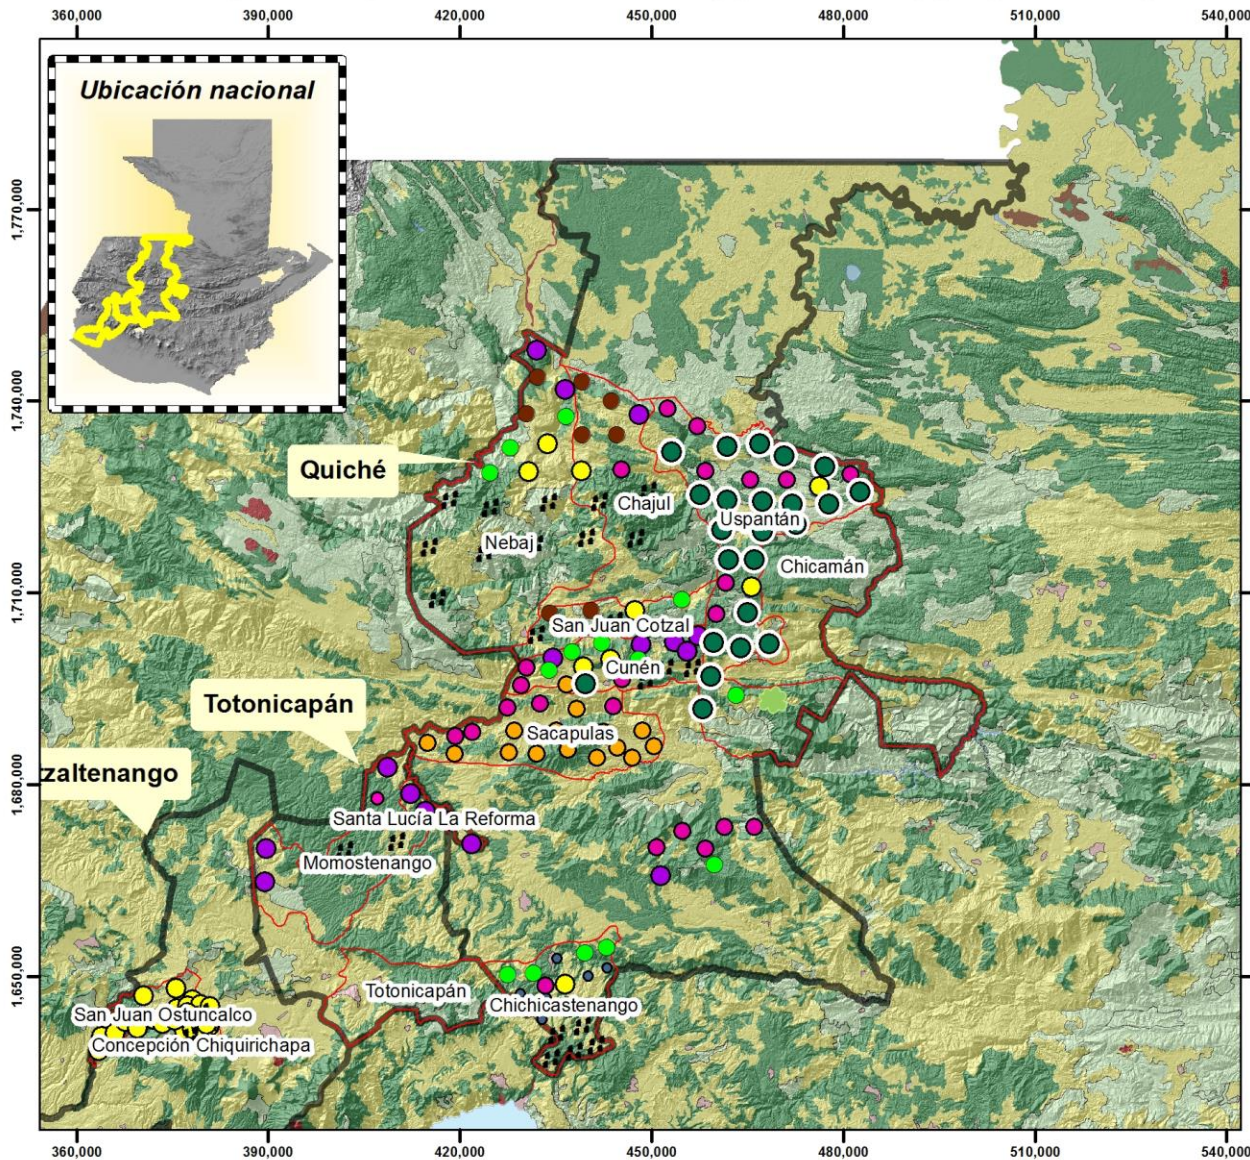 360,000 390,000 420,000 450,000 480,000 510,000 540,000
Ubicación nacional
1,770,000
1,740,000
Quiché
Chajul
Uspantán
Nebaj
Chicamán
1,710,000
San Juan Cotzal
Cunén
Totonicapán
Sacapulas
zaltenango
1,680,000
Santa Lucía La Reforma
Momostenango
1,650,000
Totonicapán
Chichicastenango
San Juan Ostuncalco
Concepción Chiquirichapa
360,000 390,000 420,000 450,000 480,000 510,000 540,000